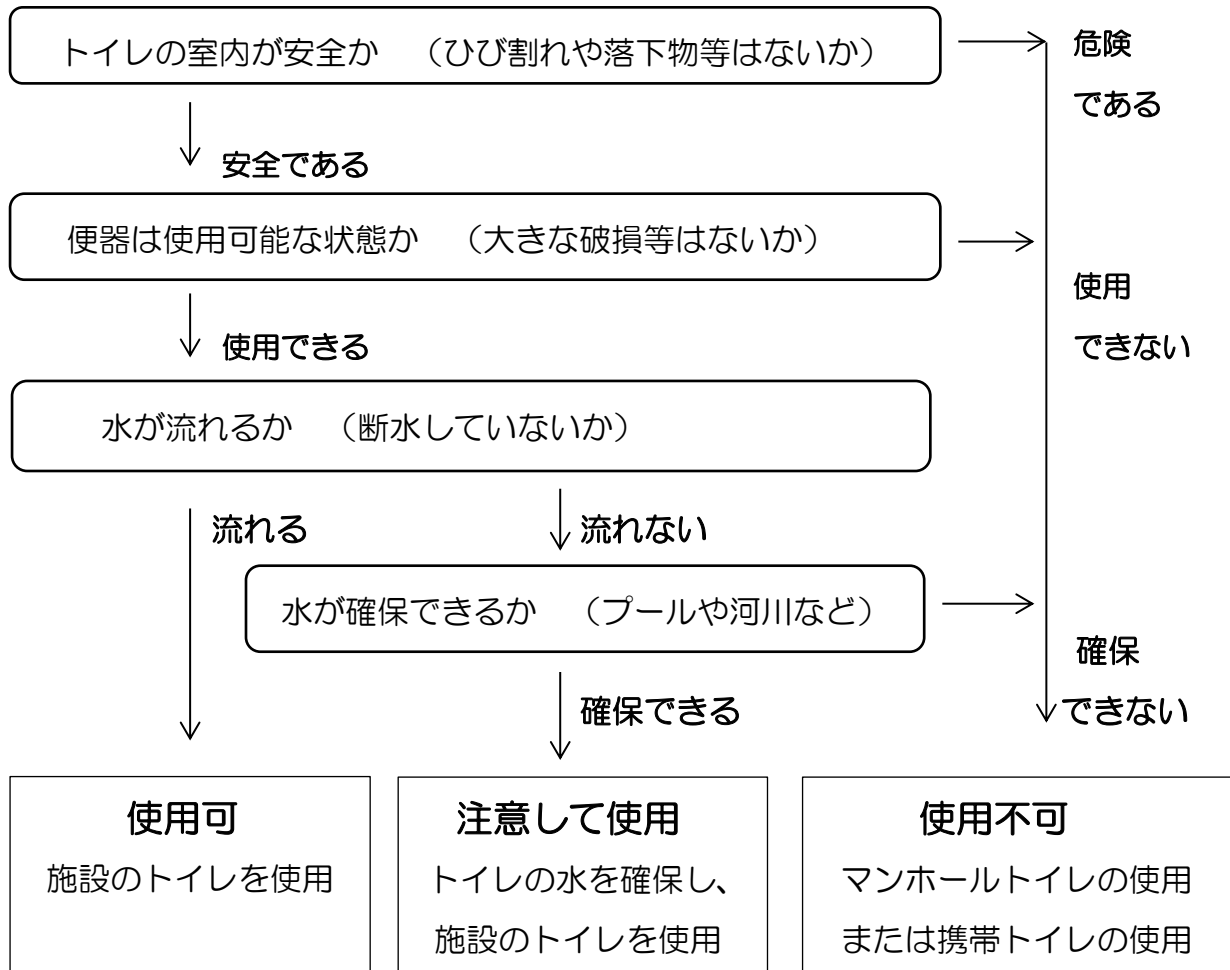 トイレの室内が安全か　（ひび割れや落下物等はないか）
危険
である
安全である
便器は使用可能な状態か　（大きな破損等はないか）
使用
できない
使用できる
水が流れるか　（断水していないか）
流れる
流れない
水が確保できるか　（プールや河川など）
確保
できない
確保できる
使用可
施設のトイレを使用
注意して使用
トイレの水を確保し、
施設のトイレを使用
使用不可
マンホールトイレの使用
または携帯トイレの使用